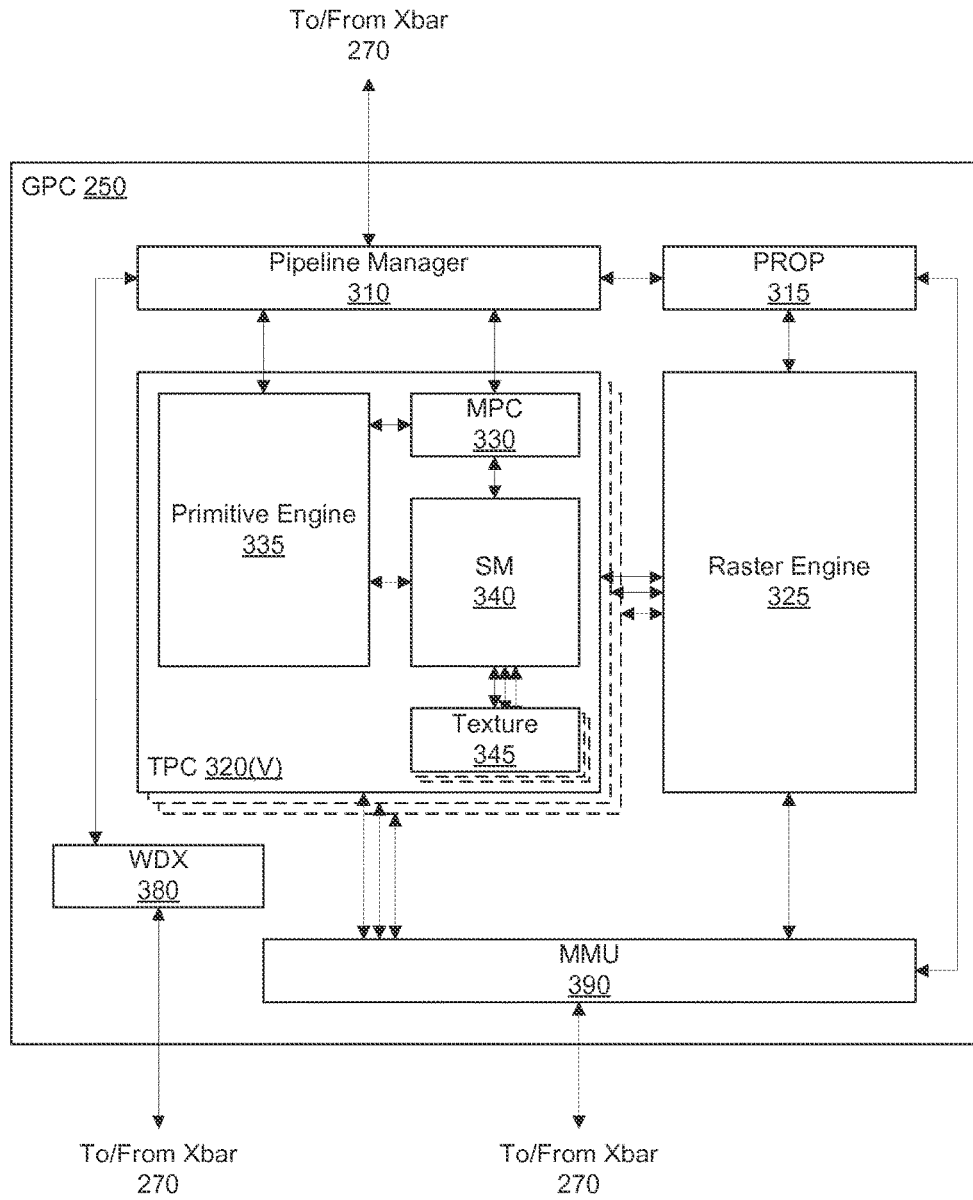 To/From Xbar
270
GPC 250
Pipeline Manager
310
PROP
315
MPC
330
Primitive Engine
335
SM
340
Raster Engine
325
Texture
345
TPC 320(V)
WDX
380
MMU
390
To/From Xbar
270
To/From Xbar
270